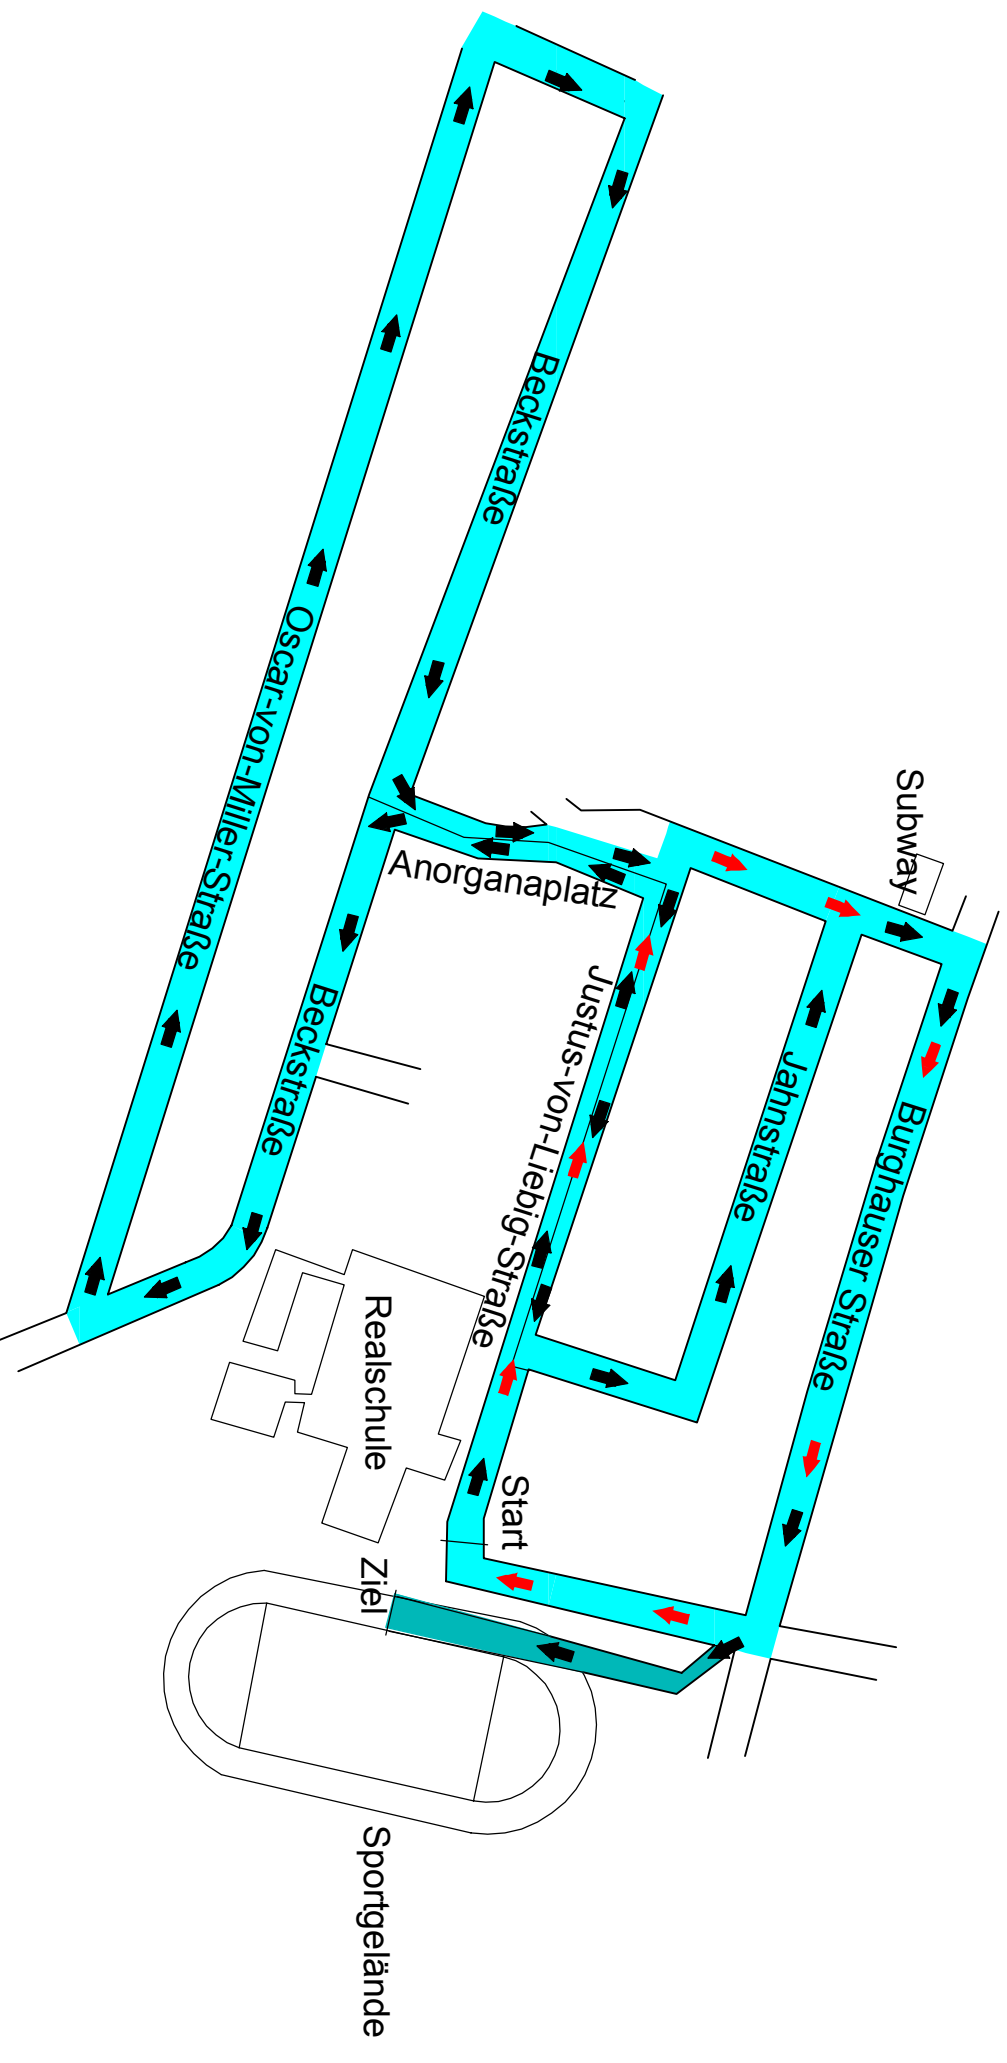 Beckstraße
Oscar-von-Miller-Straße
Subway
Anorganaplatz
Justus-von-Liebig-Straße
Beckstraße
Jahnstraße
Burghauser Straße
Realschule
Start
Ziel
Sportgelände